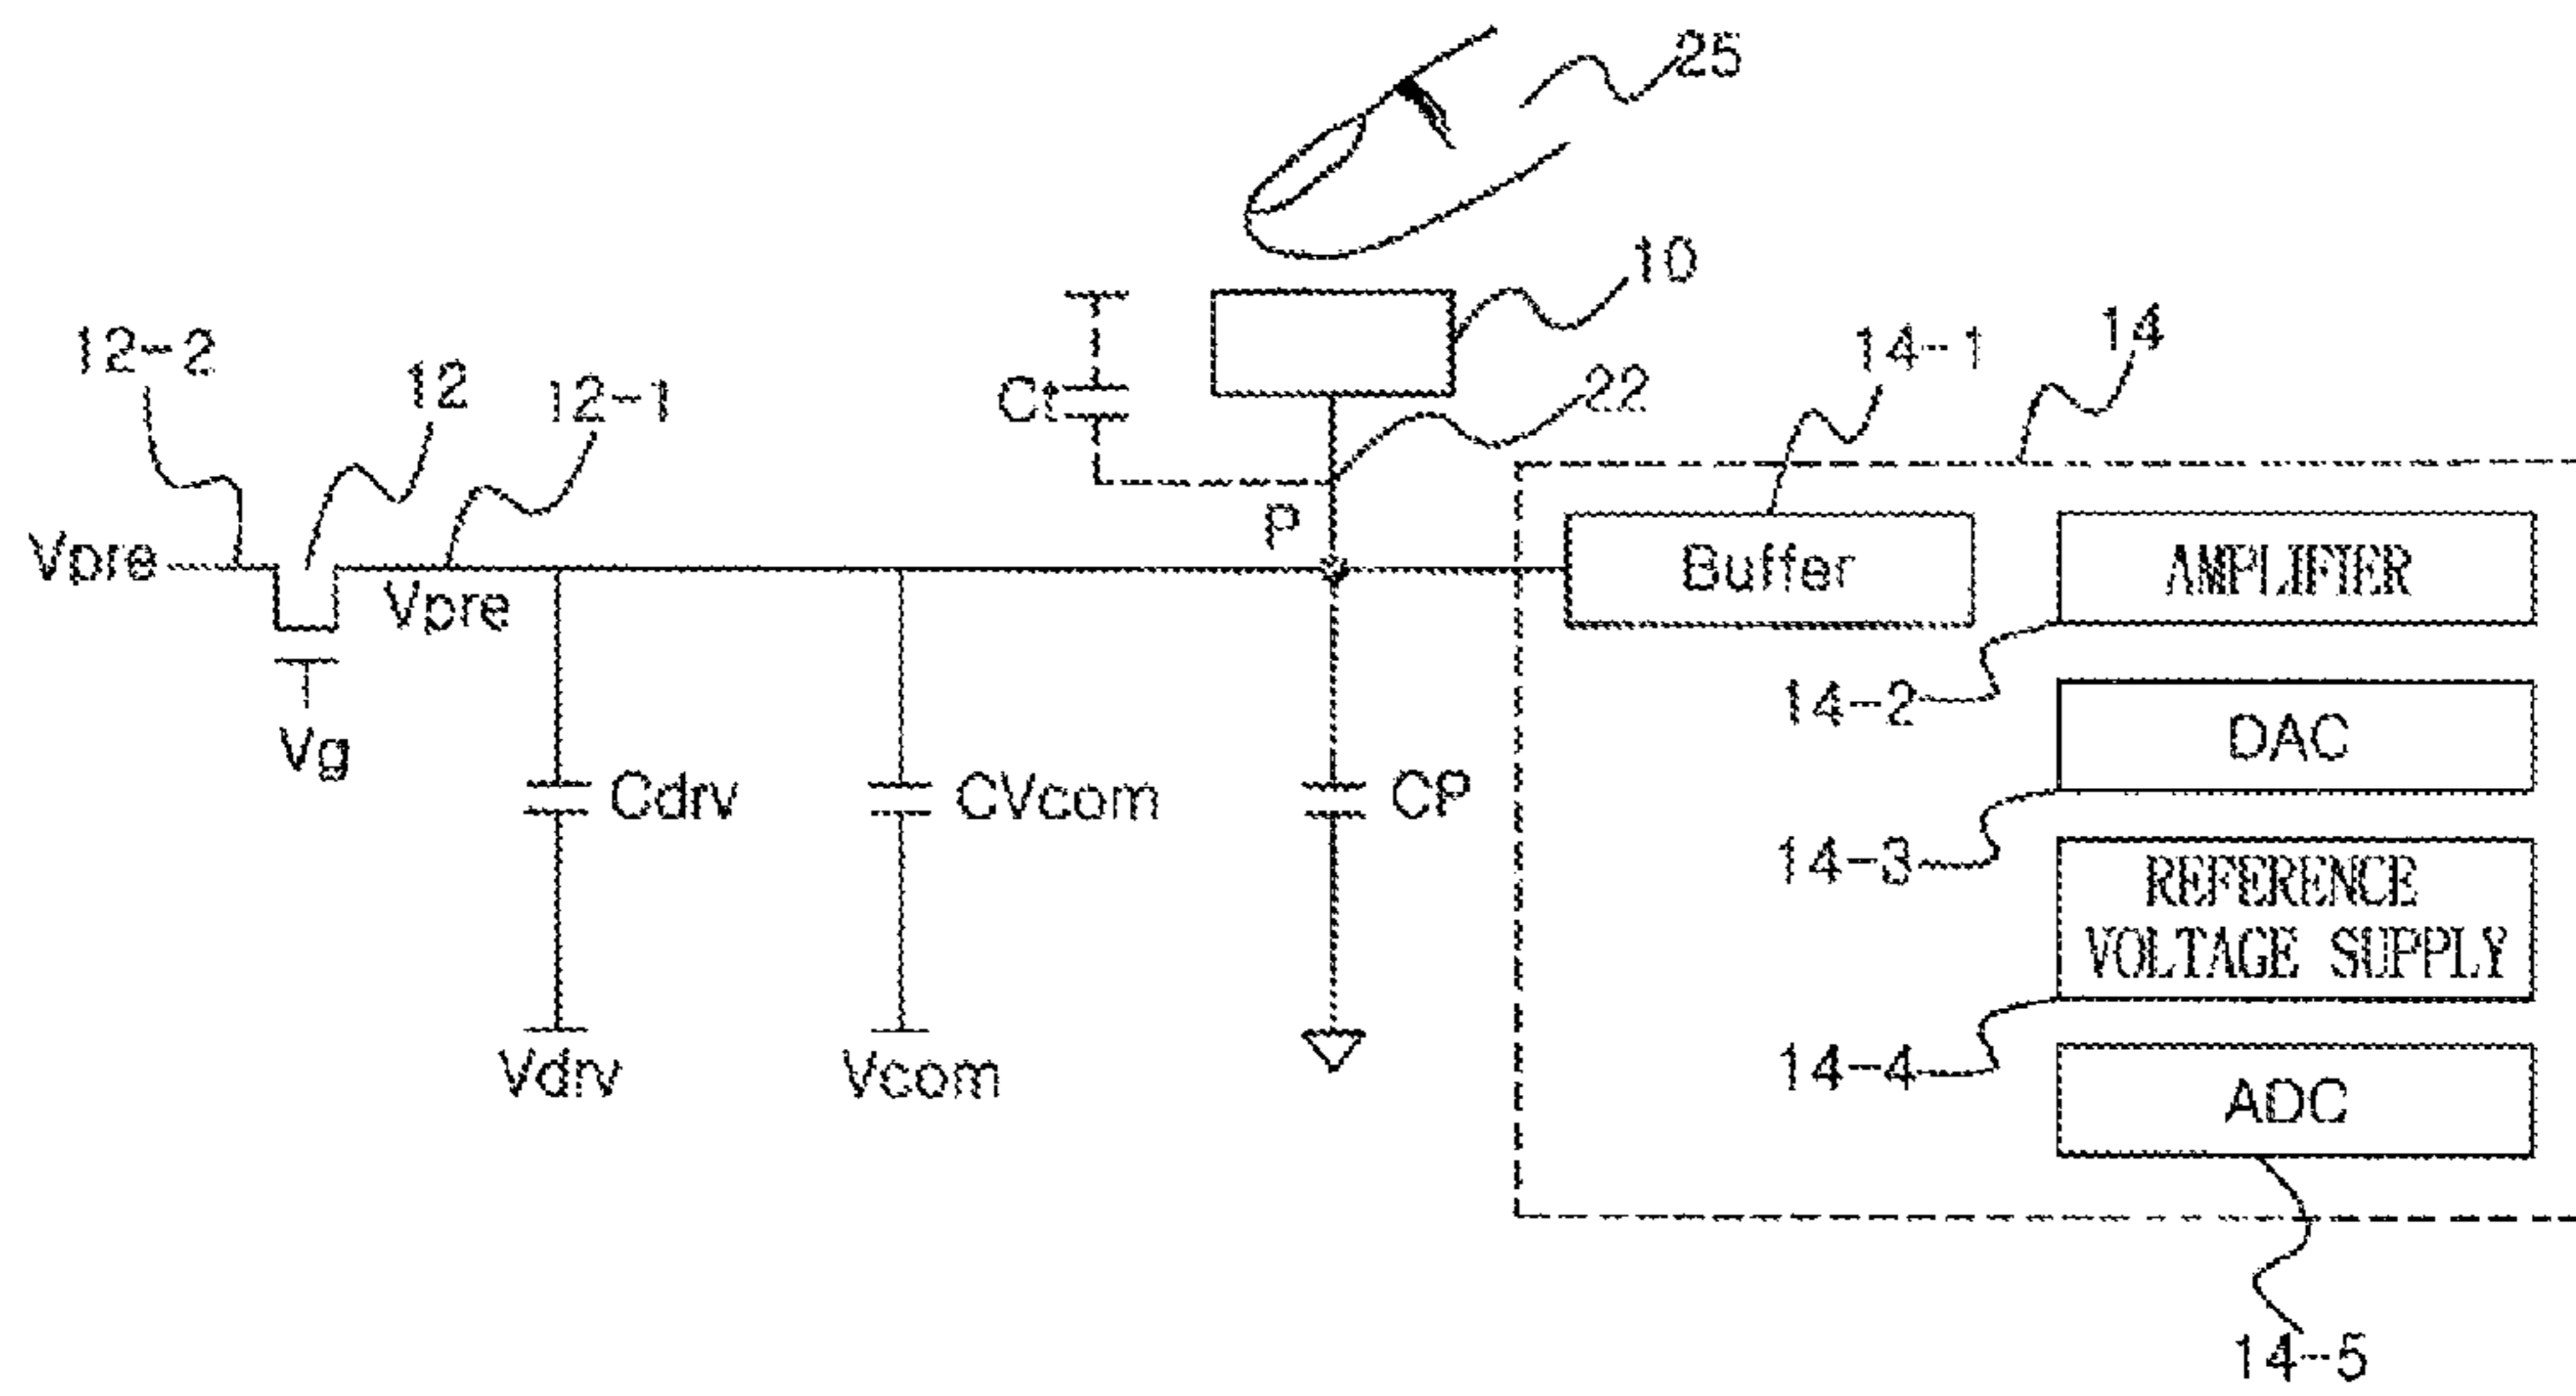 25
10
14
14-1
12-2
12
12-1
Ct
22
P
Vpre
Vpre
Buffer
AMPLIFIER
14-2
Vg
DAC
Cdrv
CVcom
CP
14-3
REFERENCE
VOLTAGE SUPPLY
14-4
Vdrv
Vcom
ADC
14-5